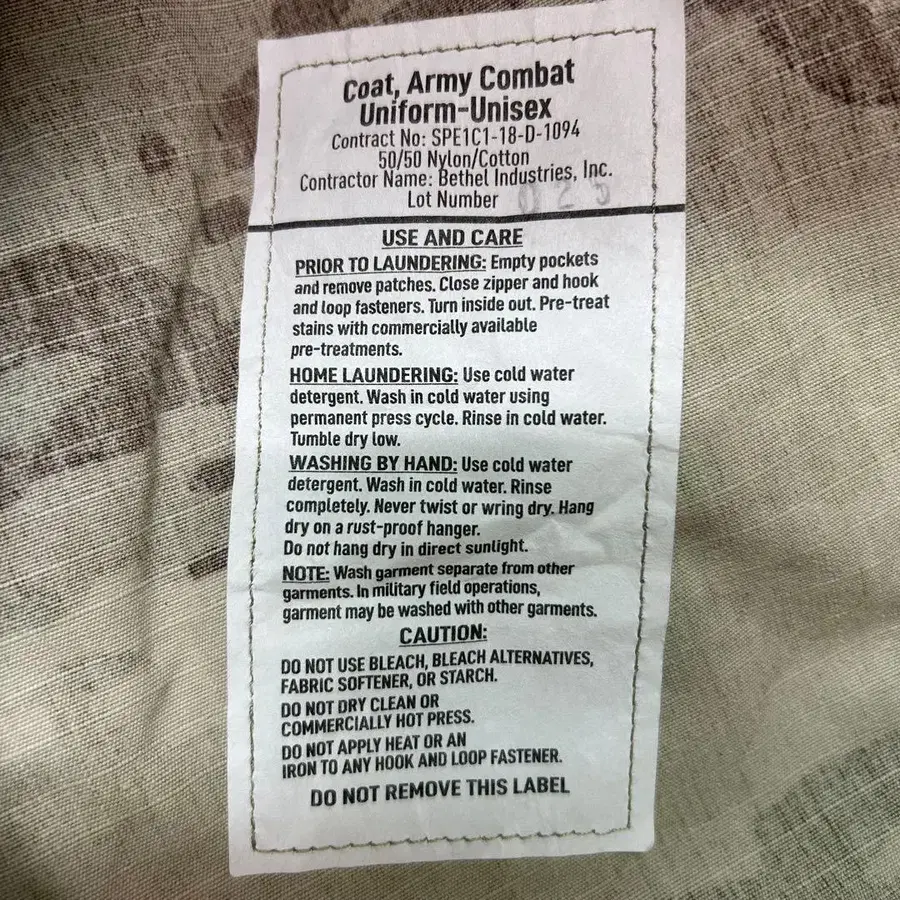 Coat, Army Combat
Uniform-Unisex
Contract No: SPE1C1-18-D-1094
50/50 Nylon/Cotton
Contractor Name: Bethel Industries, Inc.
Lot Number
USE AND CARE
PRIOR TO LAUNDERING: Empty pockets
and remove patches. Close zipper and hook
and loop fasteners. Turn inside out. Pre-treat
stains with commercially available
pre-treatments.
HOME LAUNDERING: Use cold water
detergent. Wash in cold water using
permanent press cycle. Rinse in cold water.
Tumble dry low.
WASHING BY HAND: Use cold water
detergent. Wash in cold water. Rinse
completely. Never twist or wring dry. Hang
dry on a rust-proof hanger.
Do not hang dry in direct sunlight.
NOTE: Wash garment separate from other
garments. In military field operations,
garment may be washed with other garments.
CAUTION:
DO NOT USE BLEACH, BLEACH ALTERNATIVES,
FABRIC SOFTENER, OR STARCH.
DO NOT DRY CLEAN OR
COMMERCIALLY HOT PRESS.
DO NOT APPLY HEAT OR AN
IRON TO ANY HOOK AND LOOP FASTENER.
DO NOT REMOVE THIS LABEL